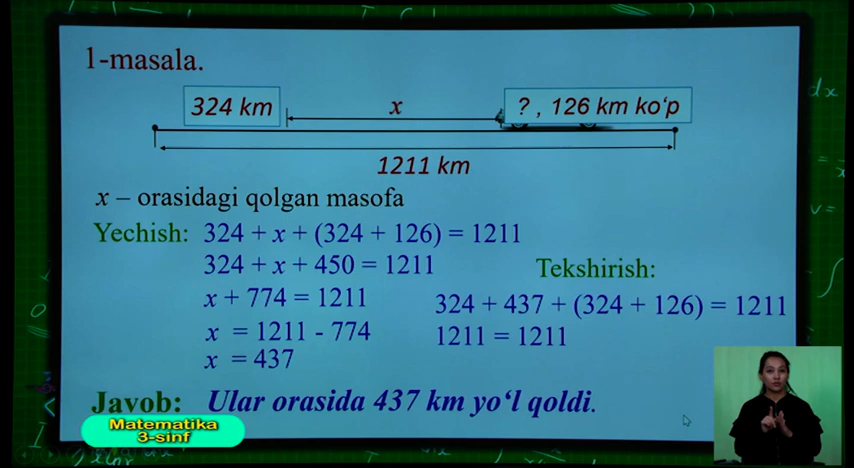 1-masala.
324 km
x
? , 126 km ko‘p
1211 km
x – orasidagi qolgan masofa
Yechish: 324 + x + (324 + 126) = 1211
324 + x + 450 = 1211
x + 774 = 1211
x = 1211 - 774
x = 437
Tekshirish:
324 + 437 + (324 + 126) = 1211
1211 = 1211
Javob: Ular orasida 437 km yo‘l qoldi.
Matematika
3-sinf